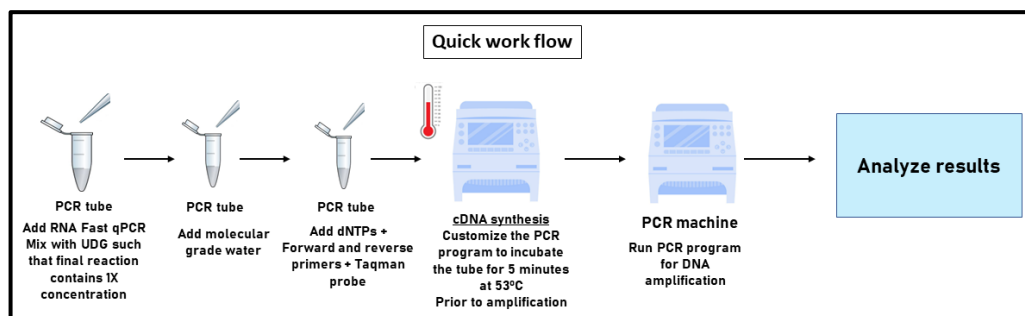 Quick work flow
PCR tube
Add RNA Fast qPCR
Mix with UDG such
that final reaction
contains 1X
concentration
PCR tube
Add molecular
grade water
PCR tube
Add dNTPs +
Forward and reverse
primers + Taqman
probe
cDNA synthesis
Customize the PCR
program to incubate
the tube for 5 minutes
at 53ºC
Prior to amplification
PCR machine
Run PCR program
for DNA
amplification
Analyze results